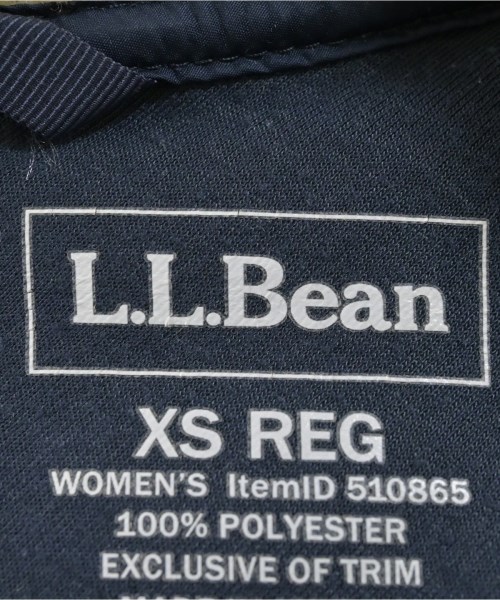 L.L.Bean
XS REG
WOMEN'S ItemID 510865
100% POLYESTER
EXCLUSIVE OF TRIM